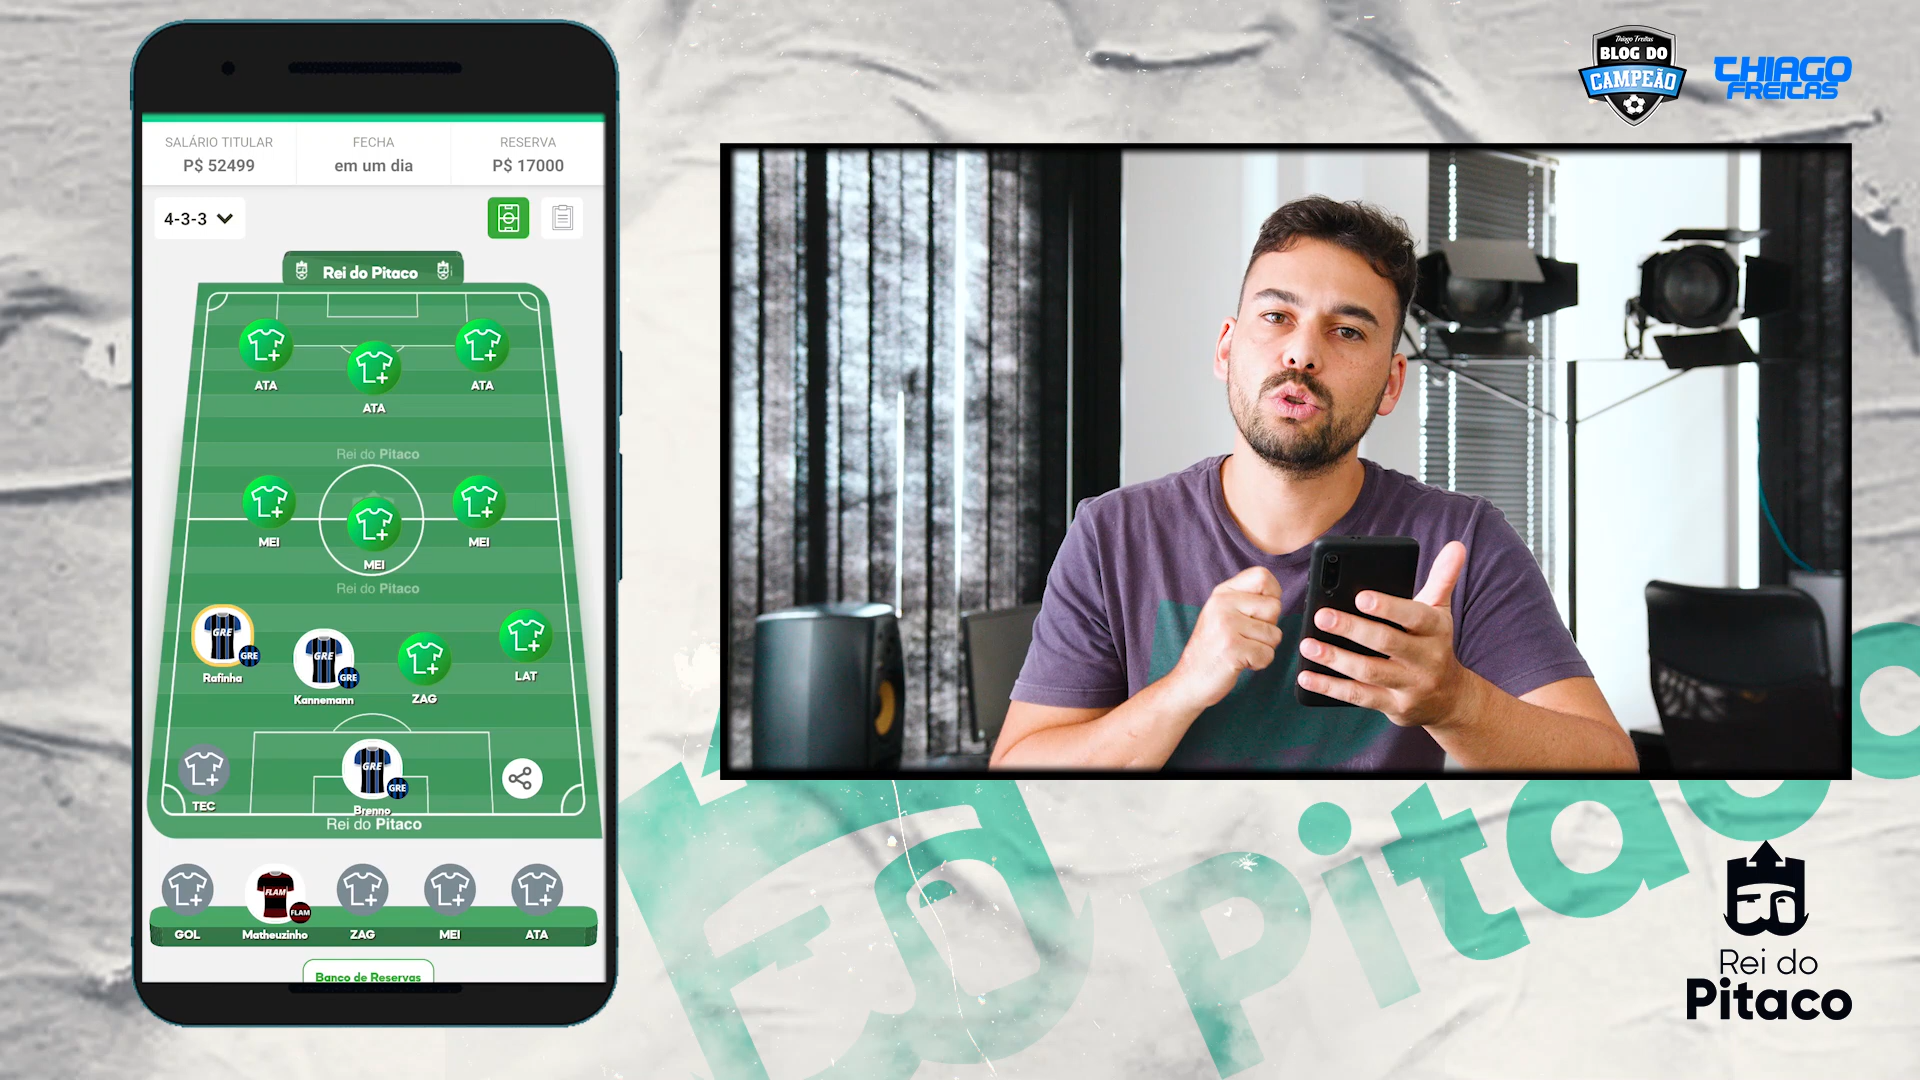 SALÁRIO TITULAR
P$ 52499
FECHA
em um dia
RESERVA
P$ 17000
4-3-3
Rei do Pitaco
ATA
ATA
ATA
Rei do Pitaco
MEI
MEI
MEI
Rei do Pitaco
GRE
GRE
Rafinha
GRE
GRE
Kannemann
ZAG
LAT
TEC
GRE
GRE
Brenno
Rei do Pitaco
GOL
FLAM
FLAM
Matheuzinho
ZAG
MEI
ATA
Banco de Reservas
Thiago Freitas
BLOG DO
CAMPEÃO
THIAGO
FREITAS
Pitaco
Rei do
Pitaco